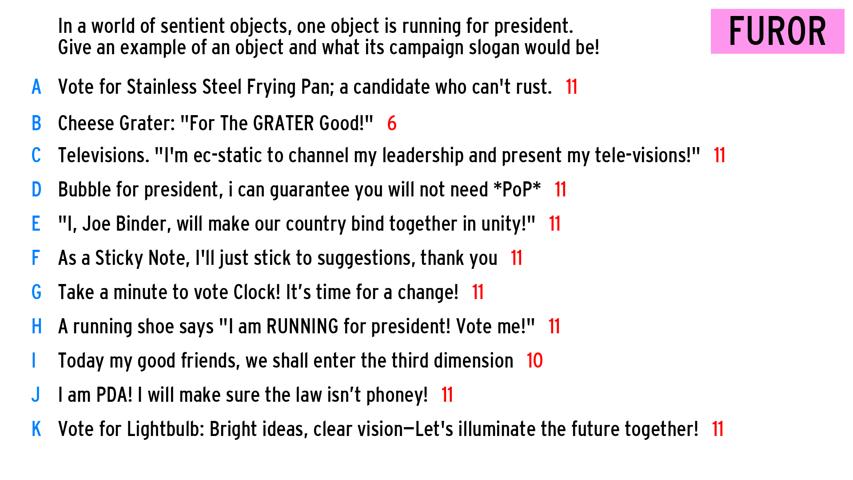 In a world of sentient objects, one object is running for president.
Give an example of an object and what its campaign slogan would be!
FUROR
A Vote for Stainless Steel Frying Pan; a candidate who can't rust. 11
B Cheese Grater: "For The GRATER Good!" 6
C Televisions. "I'm ec-static to channel my leadership and present my tele-visions!" 11
D Bubble for president, i can guarantee you will not need *PoP* 11
E "I, Joe Binder, will make our country bind together in unity!" 11
F As a Sticky Note, I'll just stick to suggestions, thank you 11
G Take a minute to vote Clock! It’s time for a change! 11
H A running shoe says "I am RUNNING for president! Vote me!" 11
I Today my good friends, we shall enter the third dimension 10
J I am PDA! I will make sure the law isn’t phoney! 11
K Vote for Lightbulb: Bright ideas, clear vision—Let's illuminate the future together! 11